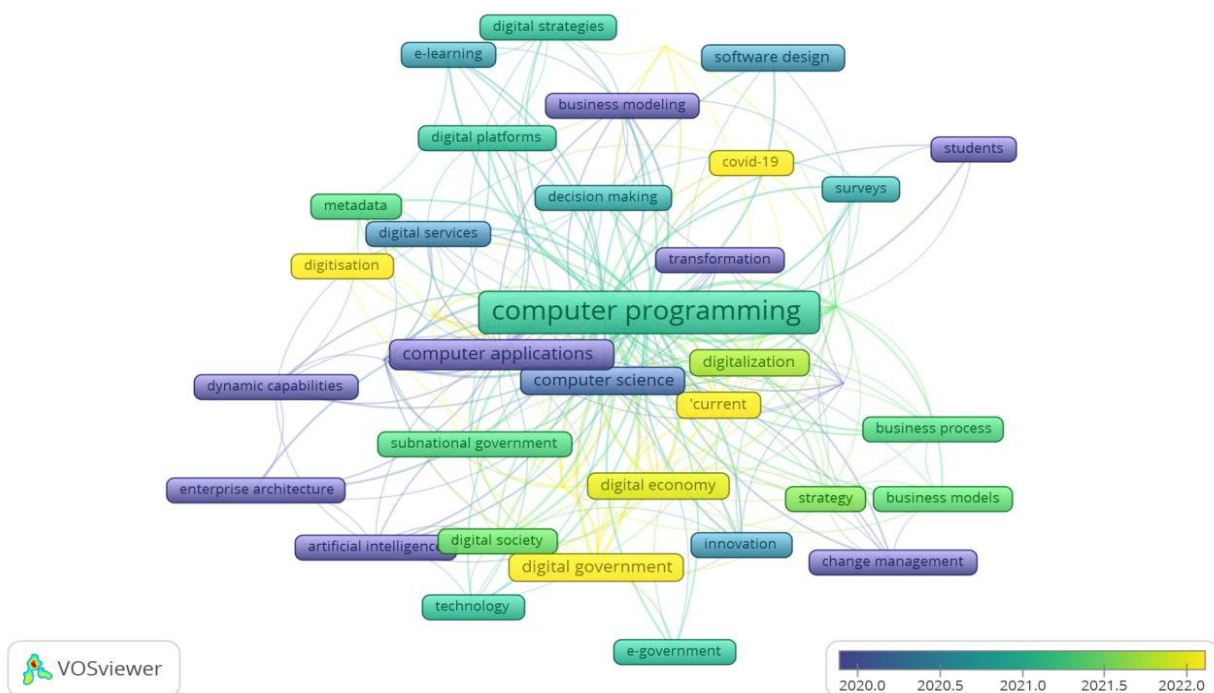 digital strategies
e-learning
software design
business modeling
digital platforms
students
covid-19
surveys
decision making
metadata
digital services
transformation
digitisation
computer programming
computer applications
digitalization
computer science
dynamic capabilities
'current
business process
subnational government
digital economy
enterprise architecture
strategy
business models
digital society
artificial intelligence
innovation
change management
digital government
technology
e-government
VOSviewer
2020.0 2020.5 2021.0 2021.5 2022.0